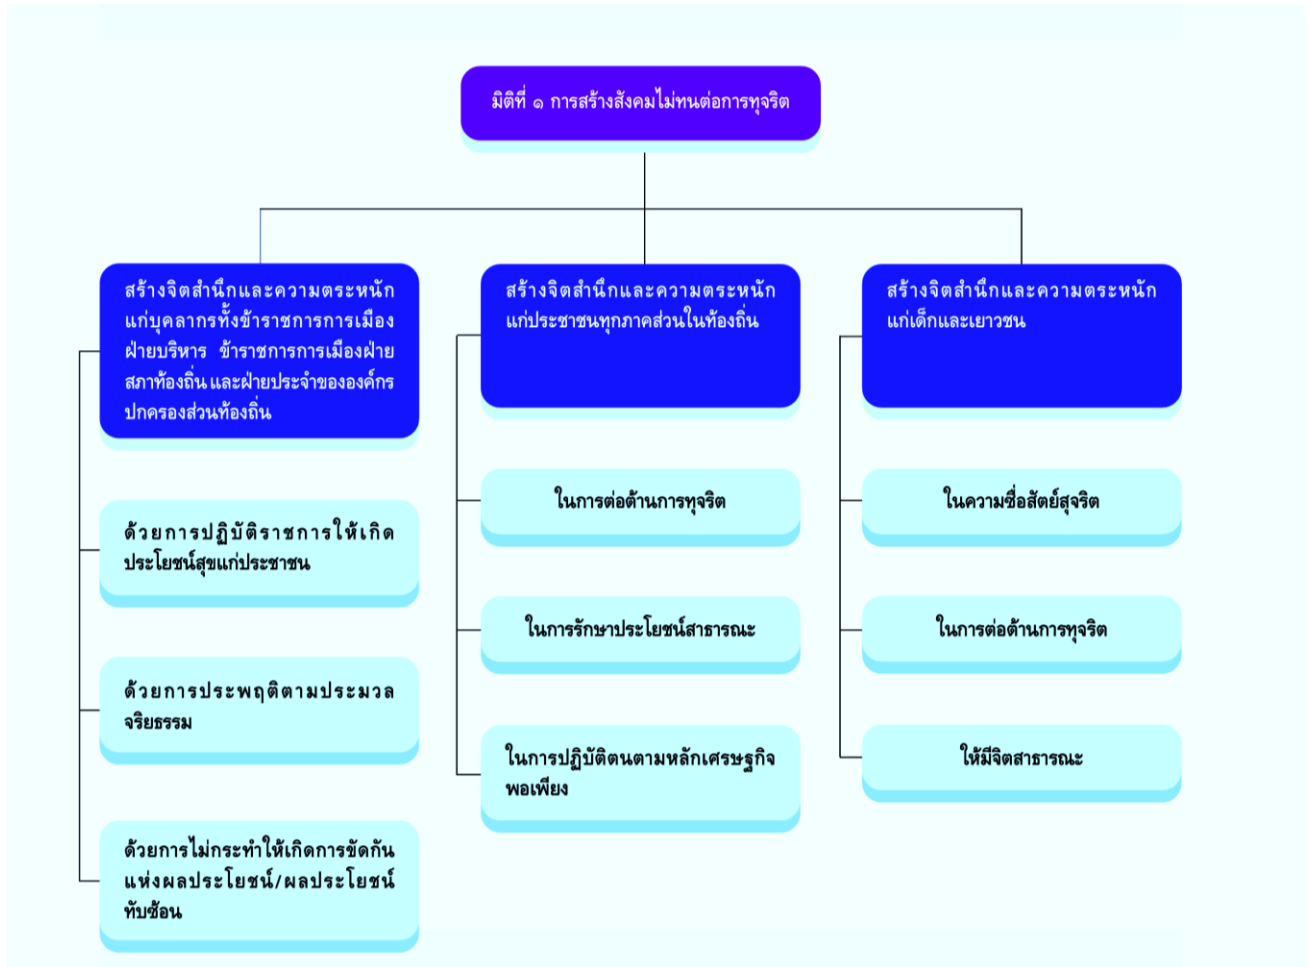 มิติที่ ๑ การสร้างสังคมไม่ทนต่อการทุจริต
สร้างจิตสำนึกและความตระหนัก
แก่บุคลากรทั้งข้าราชการการเมือง
ฝ่ายบริหาร ข้าราชการการเมืองฝ่าย
สภาท้องถิ่น และฝ่ายประจำขององค์กร
ปกครองส่วนท้องถิ่น
ด้วยการปฏิบัติราชการให้เกิด
ประโยชน์สุขแก่ประชาชน
ด้วยการประพฤติตามประมวล
จริยธรรม
ด้วยการไม่กระทำให้เกิดการขัดกัน
แห่งผลประโยชน์/ผลประโยชน์
ทับซ้อน
สร้างจิตสำนึกและความตระหนัก
แก่ประชาชนทุกภาคส่วนในท้องถิ่น
ในการต่อต้านการทุจริต
ในการรักษาประโยชน์สาธารณะ
ในการปฏิบัติตนตามหลักเศรษฐกิจ
พอเพียง
สร้างจิตสำนึกและความตระหนัก
แก่เด็กและเยาวชน
ในความซื่อสัตย์สุจริต
ในการต่อต้านการทุจริต
ให้มีจิตสาธารณะ